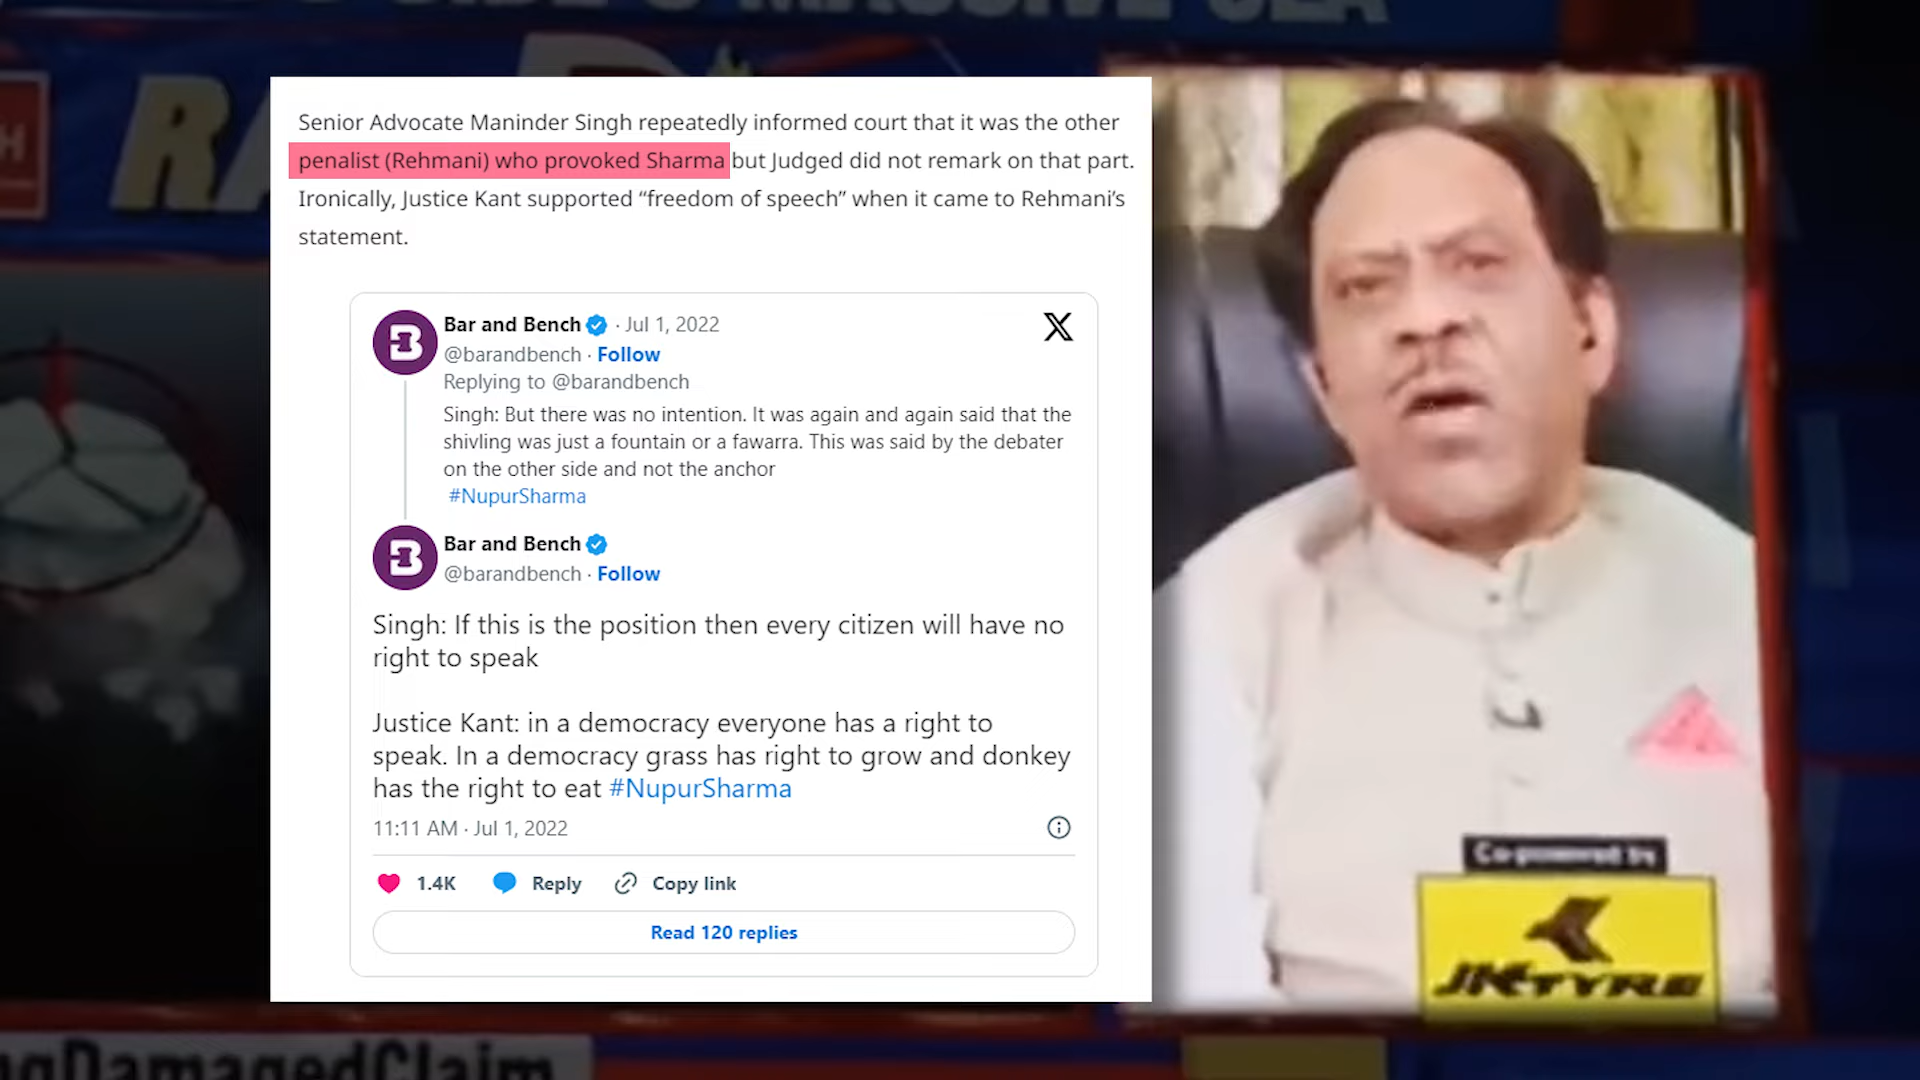 Senior Advocate Maninder Singh repeatedly informed court that it was the other
penalist (Rehmani) who provoked Sharma but Judged did not remark on that part.
Ironically, Justice Kant supported “freedom of speech” when it came to Rehmani’s
statement.
Bar and Bench · Jul 1, 2022
@barandbench · Follow
Replying to @barandbench
Singh: But there was no intention. It was again and again said that the
shivling was just a fountain or a fawarra. This was said by the debater
on the other side and not the anchor
#NupurSharma
Bar and Bench
@barandbench · Follow
Singh: If this is the position then every citizen will have no
right to speak
Justice Kant: in a democracy everyone has a right to
speak. In a democracy grass has right to grow and donkey
has the right to eat #NupurSharma
11:11 AM · Jul 1, 2022
1.4K Reply Copy link
Read 120 replies
Co-powered by
JK TYRE
ngDamagedClaim